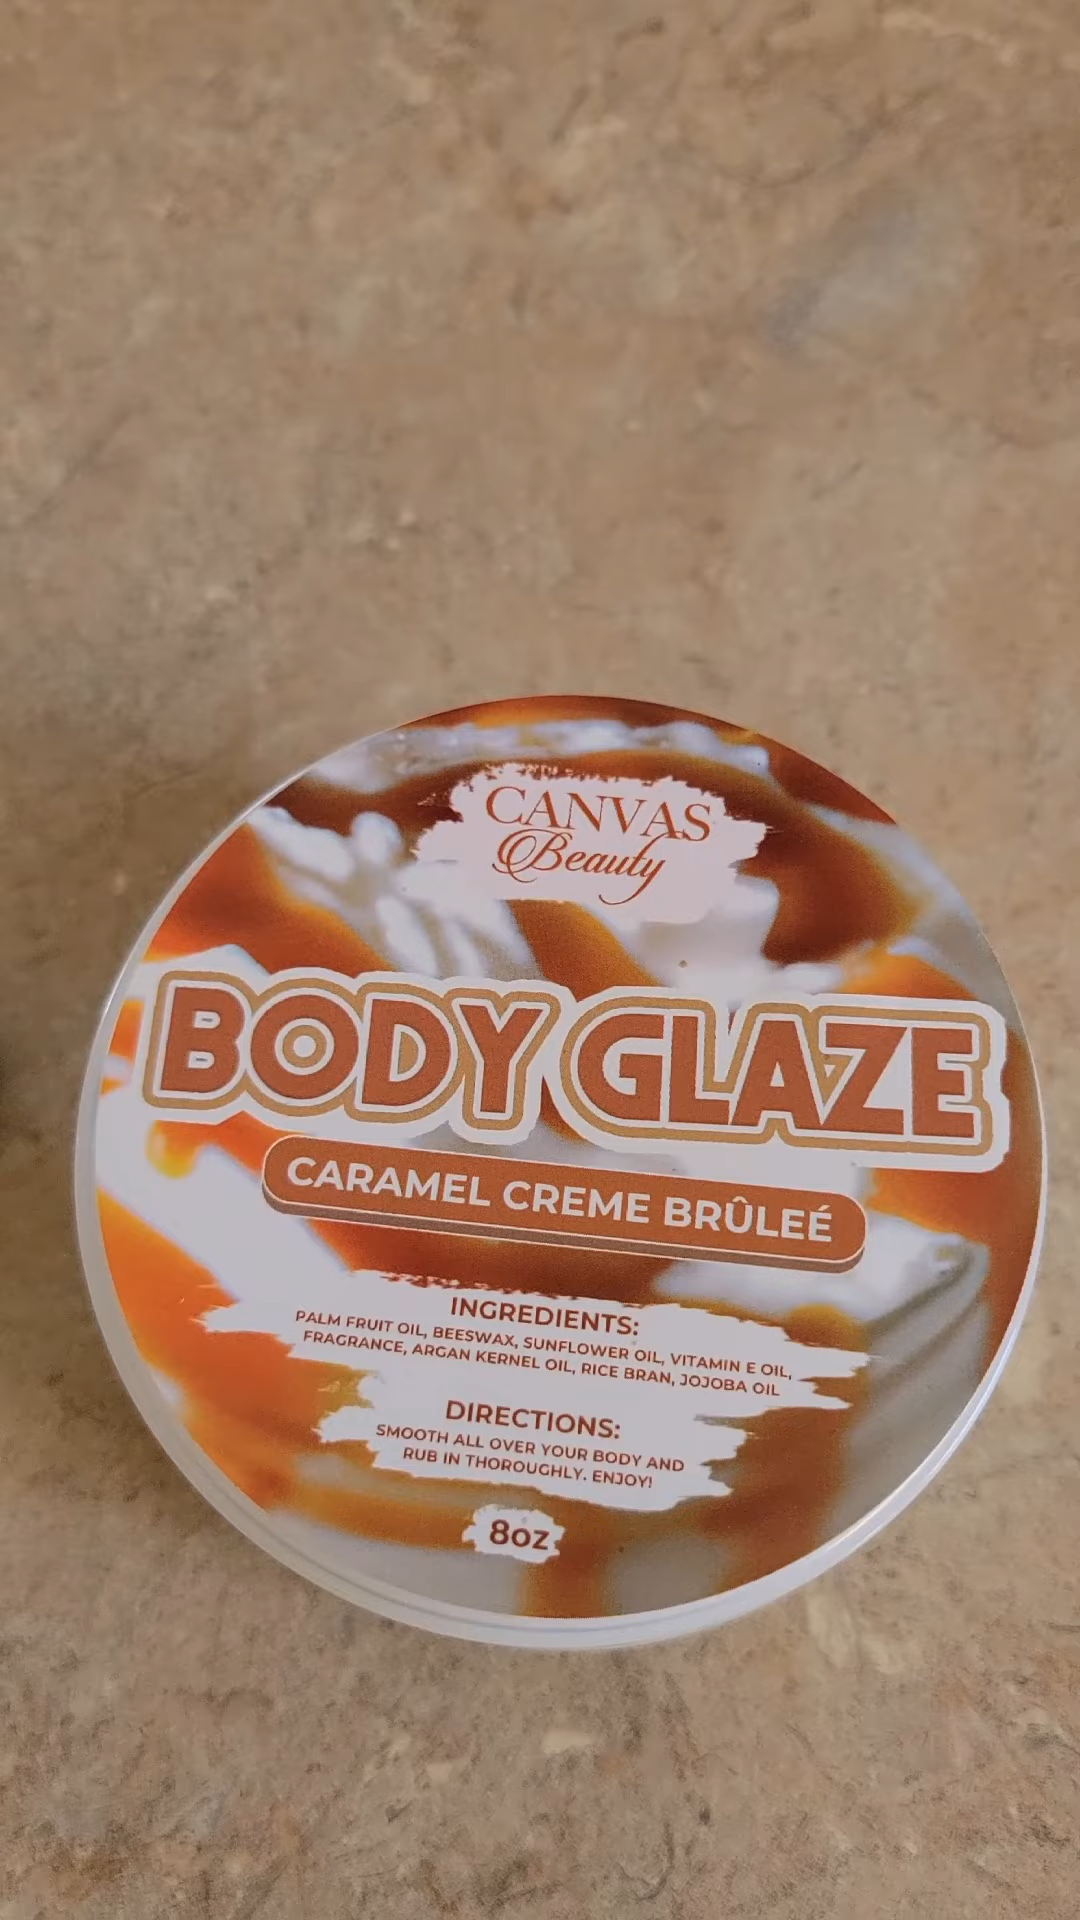 CANVAS
Beauty
BODY GLAZE
CARAMEL CREME BRÛLEÉ
INGREDIENTS:
PALM FRUIT OIL, BEESWAX, SUNFLOWER OIL, VITAMIN E OIL,
FRAGRANCE, ARGAN KERNEL OIL, RICE BRAN, JOJOBA OIL
DIRECTIONS:
SMOOTH ALL OVER YOUR BODY AND
RUB IN THOROUGHLY. ENJOY!
8oz